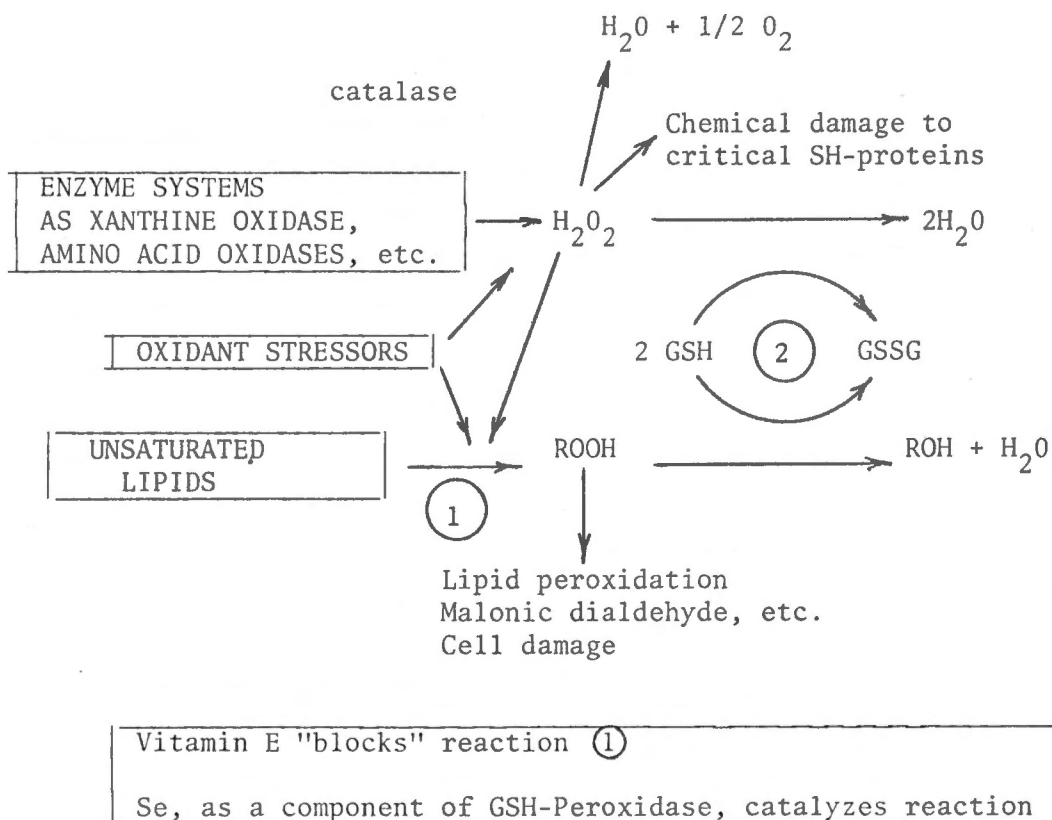 H₂O + 1/2 O₂
catalase
Chemical damage to
critical SH-proteins
ENZYME SYSTEMS
AS XANTHINE OXIDASE,
AMINO ACID OXIDASES, etc.
H₂O₂
2H₂O
OXIDANT STRESSORS
2 GSH
2
GSSG
UNSATURATED
LIPIDS
ROOH
ROH + H₂O
1
Lipid peroxidation
Malonic dialdehyde, etc.
Cell damage
Vitamin E "blocks" reaction ①
Se, as a component of GSH-Peroxidase, catalyzes reaction